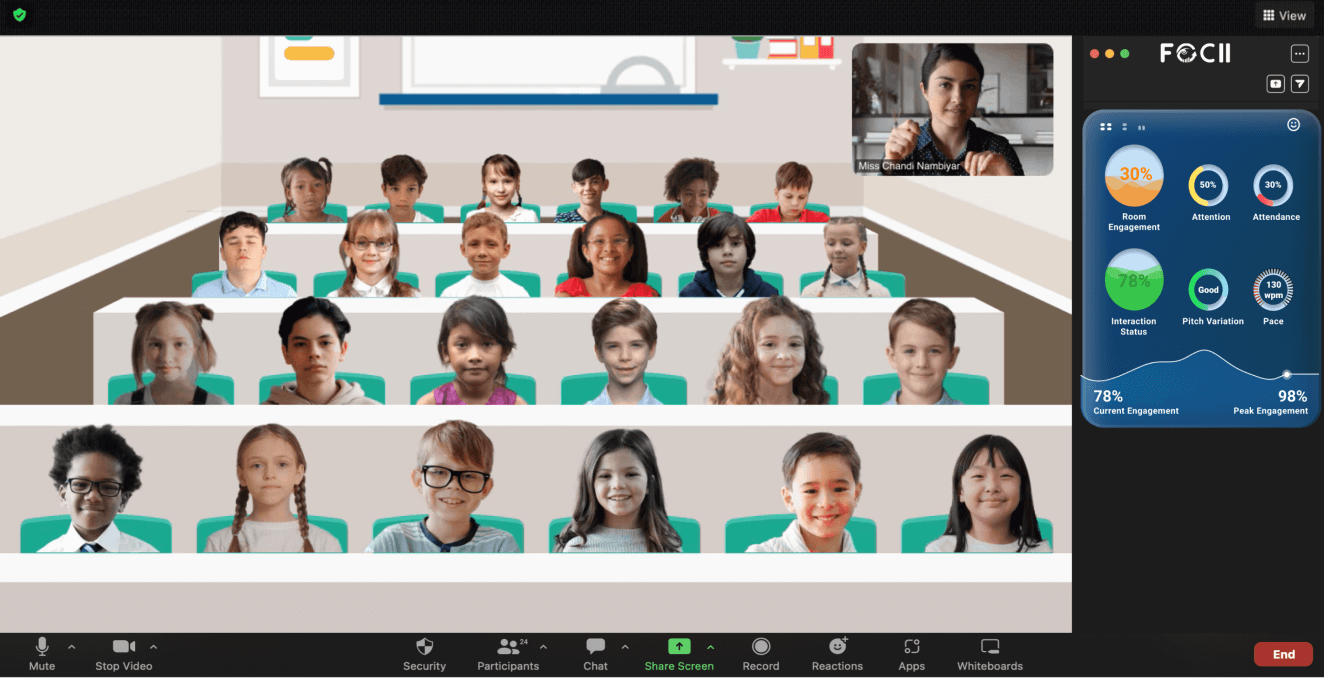 View
FOCII
Miss Chandi Nambiyar
30%
50%
30%
Room
Engagement
Attention
Attendance
78%
Good
130
wpm
Interaction
Status
Pitch Variation
Pace
78%
98%
Current Engagement
Peak Engagement
24
Mute
Stop Video
Security
Participants
Chat
Share Screen
Record
Reactions
Apps
Whiteboards
End